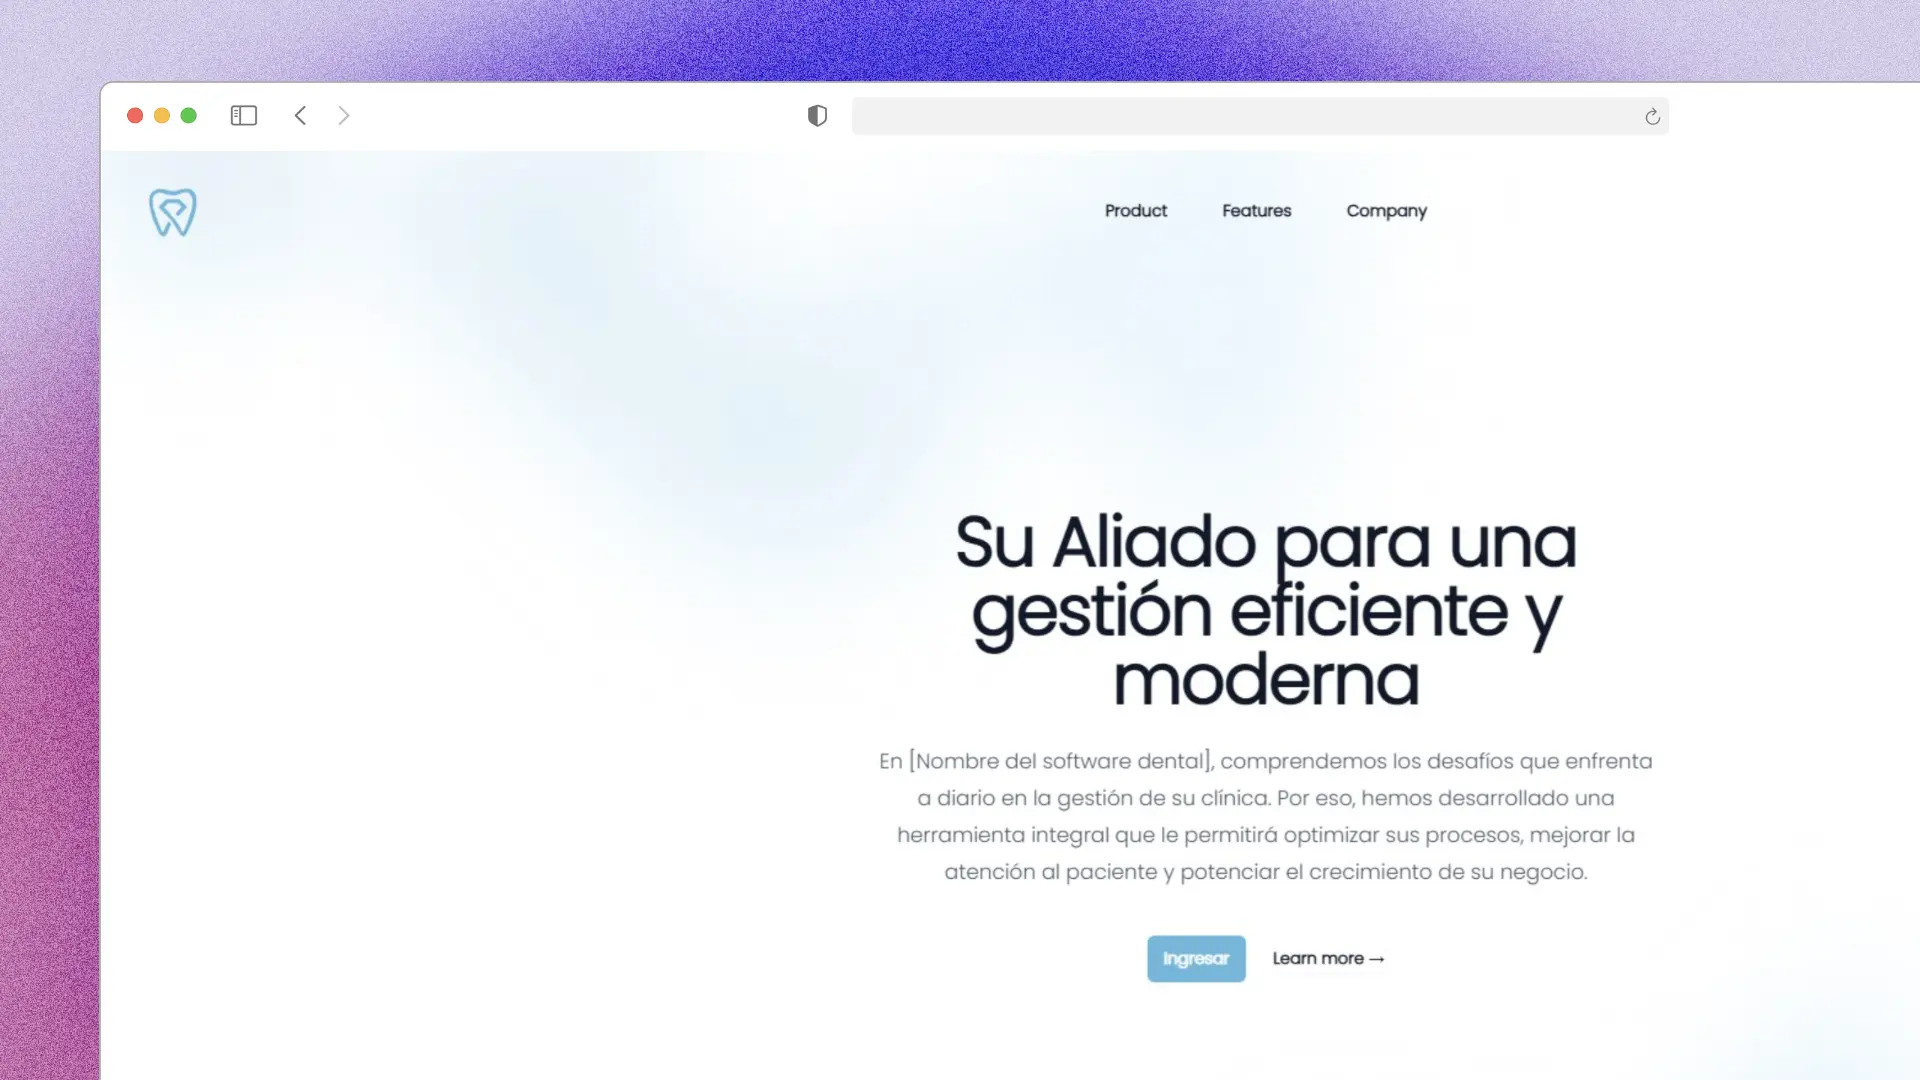 Product Features Company
Su Aliado para una
gestión eficiente y
moderna
En [Nombre del software dental], comprendemos los desafíos que enfrenta
a diario en la gestión de su clínica. Por eso, hemos desarrollado una
herramienta integral que le permitirá optimizar sus procesos, mejorar la
atención al paciente y potenciar el crecimiento de su negocio.
Ingresar Learn more →